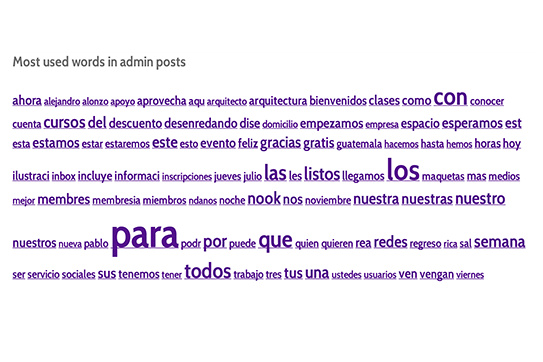 Most used words in admin posts
ahora alejandro alonzo apoyo aprovecha aqu arquitecto arquitectura bienvenidos clases como con conocer
cuenta cursos del descuento desenredando dise domicilio empezamos empresa espacio esperamos est
esta estamos estar estaremos este esto evento feliz gracias gratis guatemala hacemos hasta hemos horas hoy
ilustraci inbox incluye informaci inscripciones jueves julio las les listos llegamos los maquetas mas medios
mejor membres membresia miembros ndanos noche nook nos noviembre nuestra nuestras nuestro
nuestros nueva pablo para podr por puede que quien quieren rea redes regreso rica sal semana
ser servicio sociales sus tenemos tener todos trabajo tres tus una ustedes usuarios ven vengan viernes